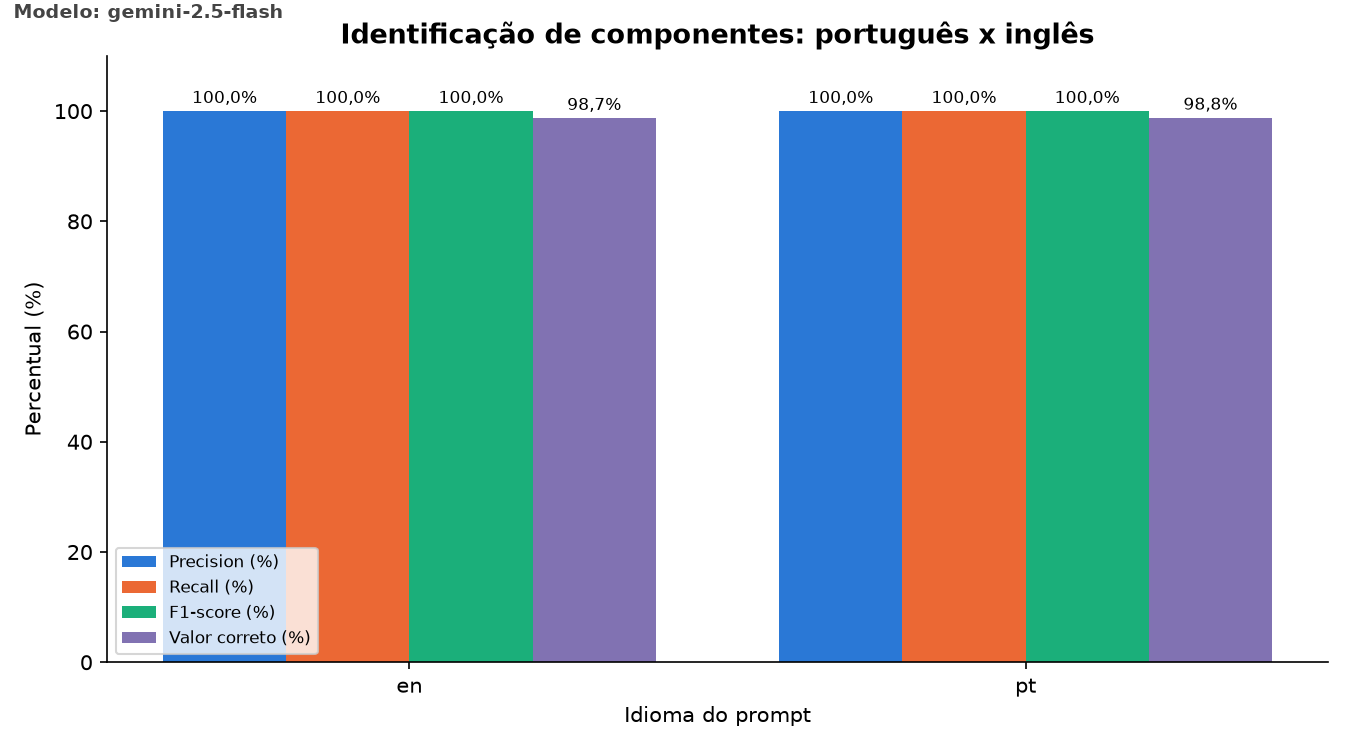 Modelo: gemini-2.5-flash
Identificação de componentes: português x inglês
100,0% 100,0% 100,0% 98,7% 100,0% 100,0% 100,0% 98,8%
100
80
60
40
20
0
Percentual (%)
Precision (%)
Recall (%)
F1-score (%)
Valor correto (%)
en pt
Idioma do prompt